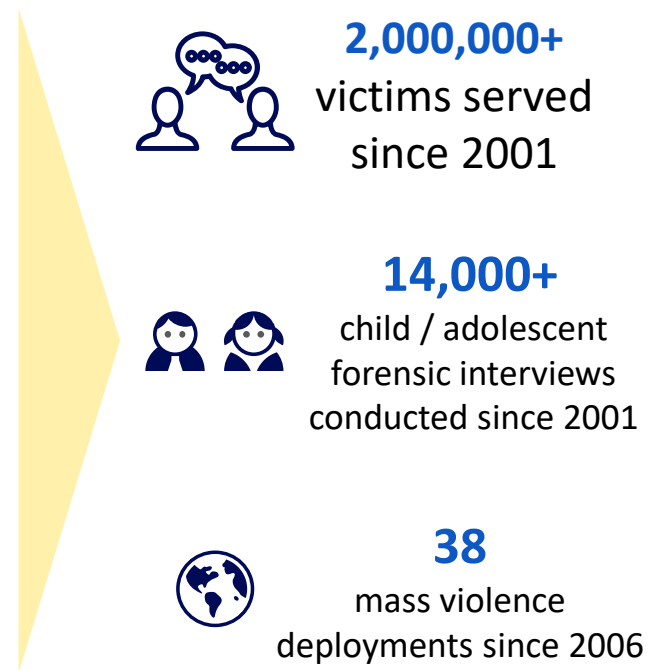 2,000,000+
victims served
since 2001
14,000+
child / adolescent
forensic interviews
conducted since 2001
38
mass violence
deployments since 2006